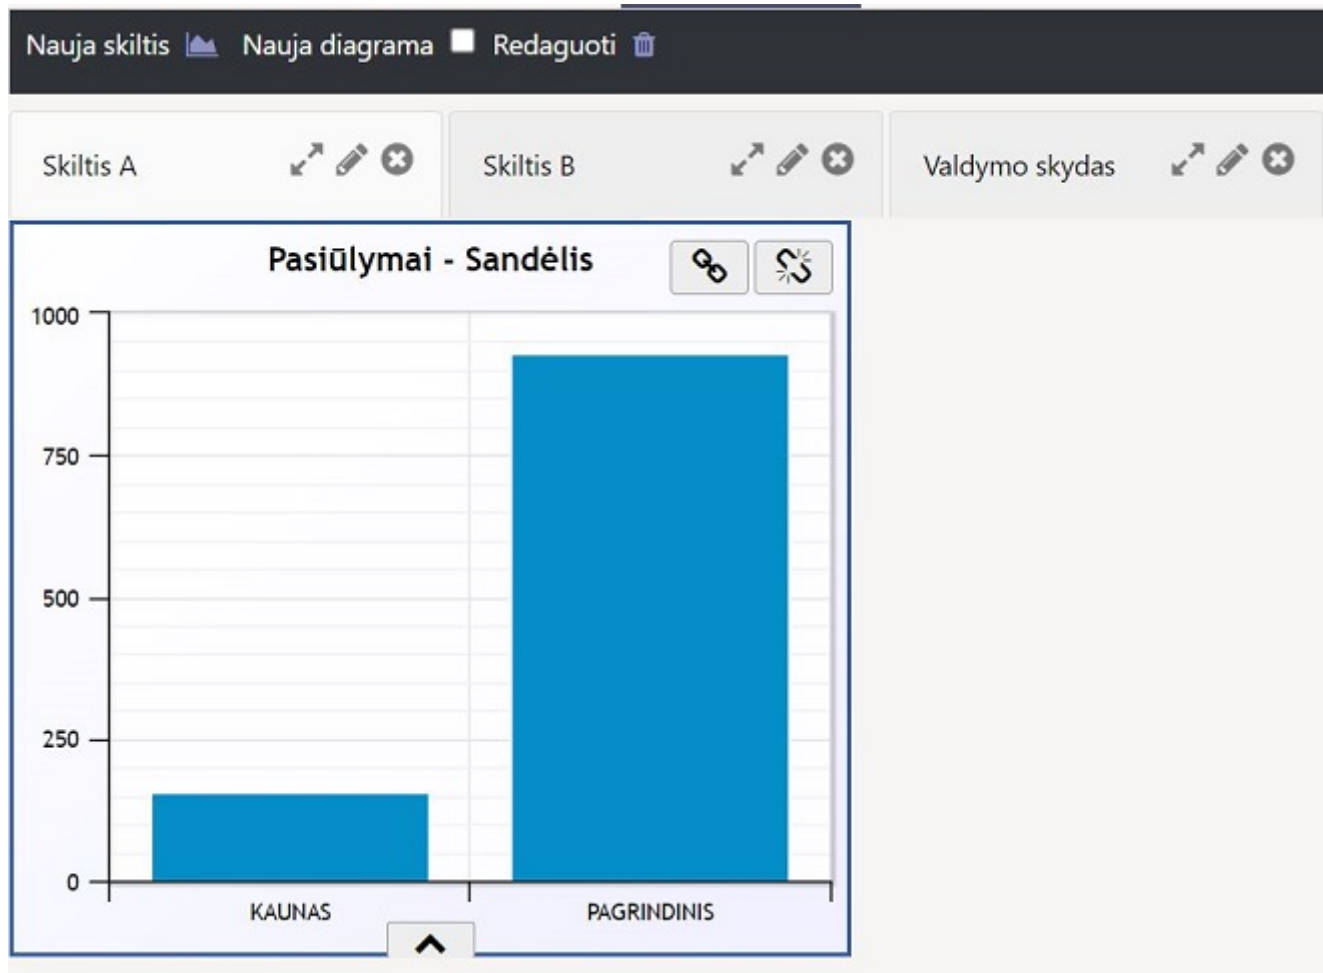 Nauja skiltis Nauja diagrama Redaguoti
Skiltis A Skiltis B Valdymo skydas
Pasiūlymai - Sandėlis
1000
750
500
250
0
KAUNAS PAGRINDINIS